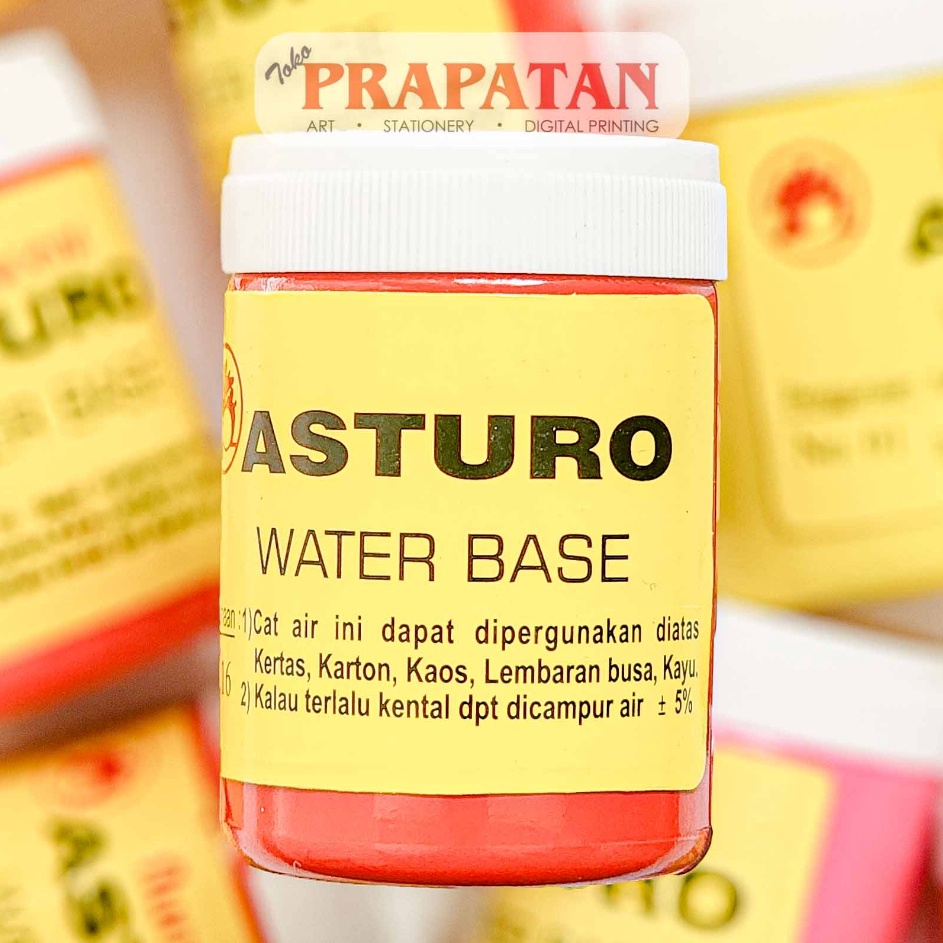 Toko
PRAPATAN
ART • STATIONERY • DIGITAL PRINTING
ASTURO
WATER BASE
1) Cat air ini dapat dipergunakan diatas
Kertas, Karton, Kaos, Lembaran busa, Kayu.
16
2) Kalau terlalu kental dpt dicampur air ± 5%